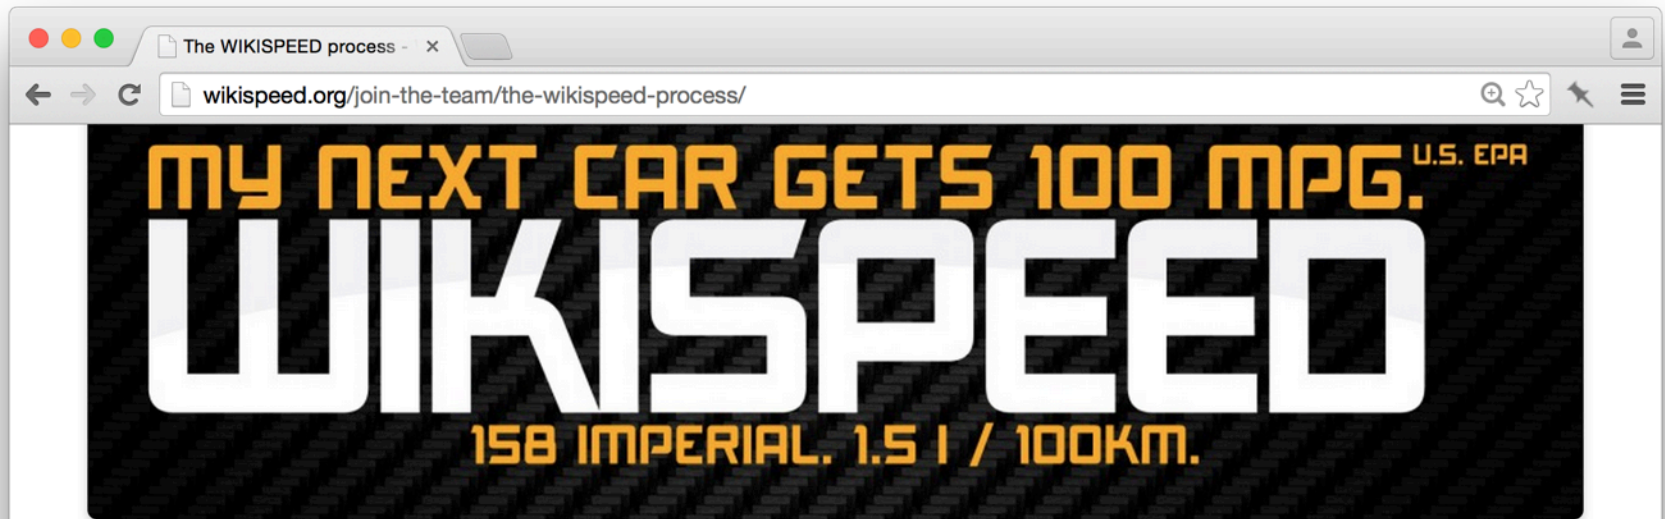 The WIKISPEED process -
wikispeed.org/join-the-team/the-wikispeed-process/
MY NEXT CAR GETS 100 MPG. U.S. EPA
WIKISPEED
158 IMPERIAL. 1.5 l / 100KM.